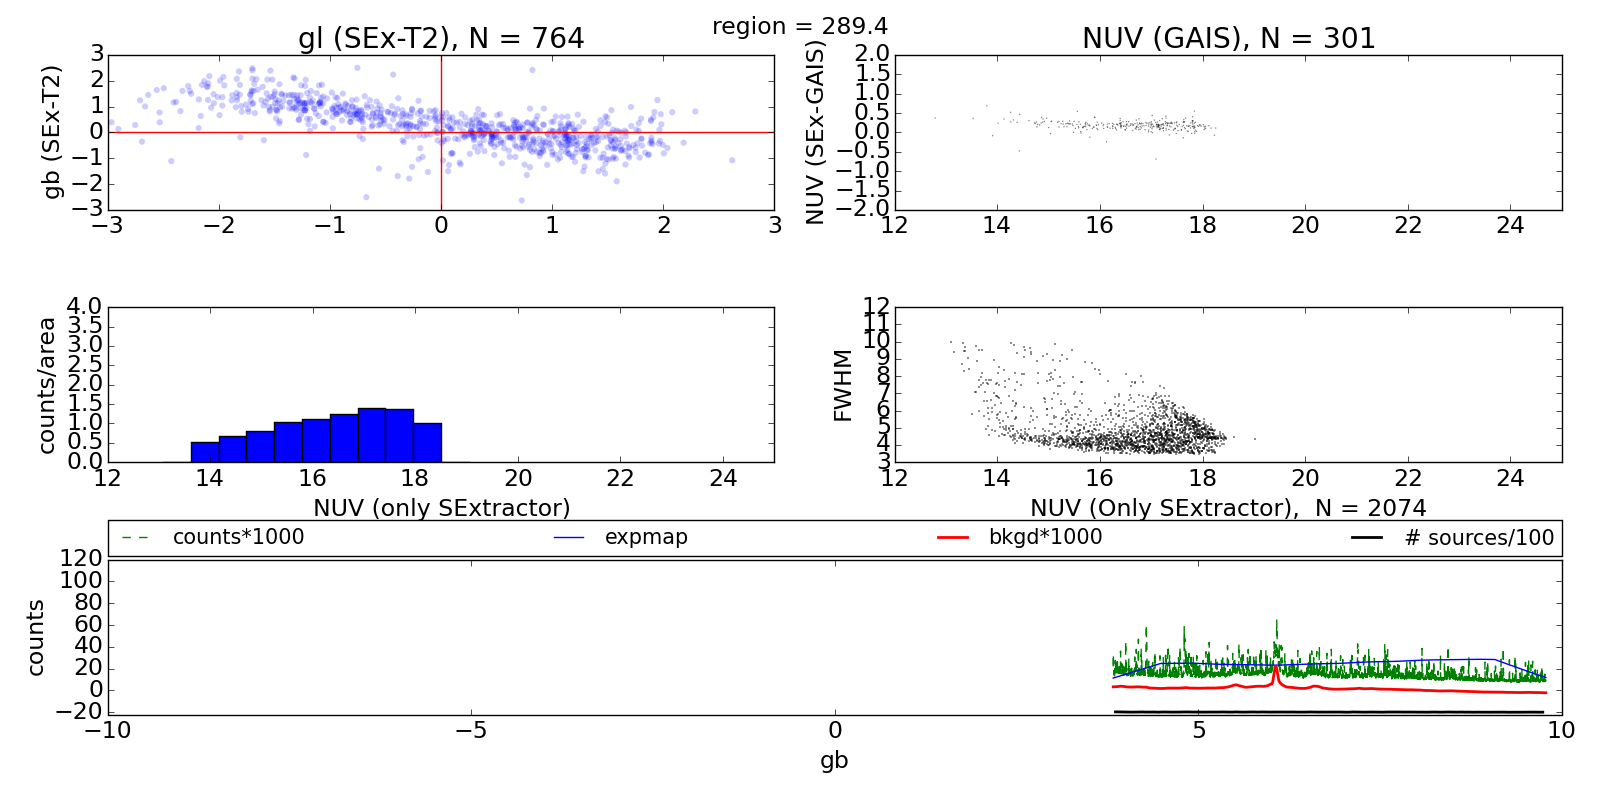 region = 289.4
gl (SEx-T2), N = 764
NUV (GAIS), N = 301
gb (SEx-T2)
3
2
1
0
−1
−2
−3
−3 −2 −1 0 1 2 3
NUV (SEx-GAIS)
2.0
1.5
1.0
0.5
0.0
−0.5
−1.0
−1.5
−2.0
12 14 16 18 20 22 24
counts/area
4.0
3.5
3.0
2.5
2.0
1.5
1.0
0.5
0.0
12 14 16 18 20 22 24
NUV (only SExtractor)
FWHM
12
11
10
9
8
7
6
5
4
3
12 14 16 18 20 22 24
NUV (Only SExtractor), N = 2074
counts*1000 expmap bkgd*1000 # sources/100
counts
120
100
80
60
40
20
0
−20
−10 −5 0 5 10
gb